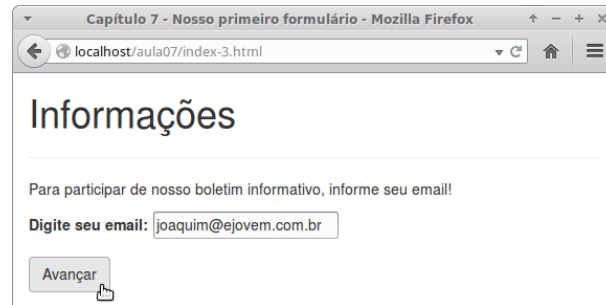 Capítulo 7 - Nosso primeiro formulário - Mozilla Firefox
localhost/aula07/index-3.html
Informações
Para participar de nosso boletim informativo, informe seu email!
Digite seu email: joaquim@ejovem.com.br
Avançar